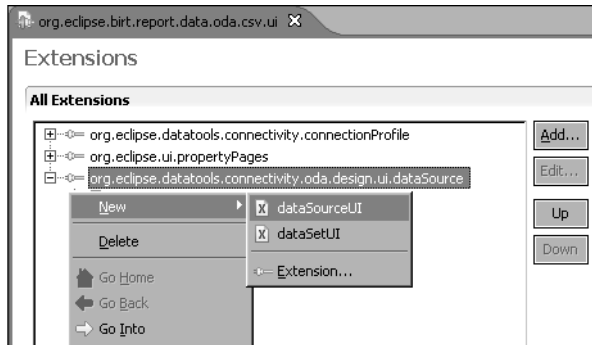 org.eclipse.birt.report.data.oda.csv.ui
Extensions
All Extensions
org.eclipse.datatools.connectivity.connectionProfile
Add...
org.eclipse.ui.propertyPages
org.eclipse.datatools.connectivity.oda.design.ui.dataSource
Edit...
New
dataSourceUI
Up
dataSetUI
Delete
Down
Extension...
Go Home
Go Back
Go Into